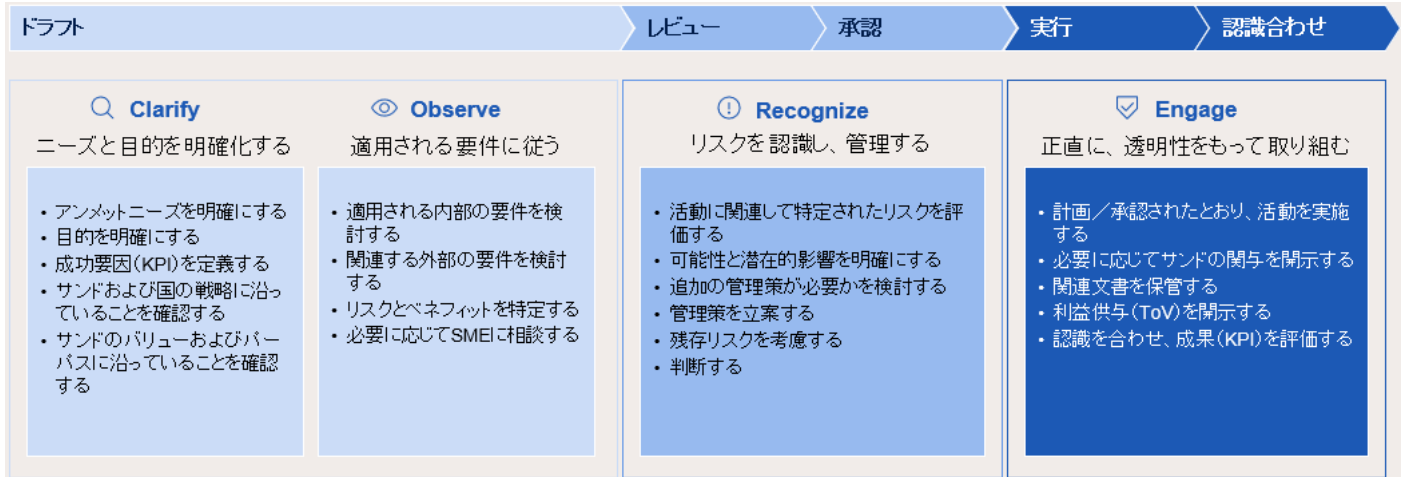 ドラフト
レビュー
承認
実行
認識合わせ
Clarify
ニーズと目的を明確化する
• アンメットニーズを明確にする
• 目的を明確にする
• 成功要因(KPI)を定義する
• サンドおよび国の戦略に沿っ
ていることを確認する
• サンドのバリューおよびパー
パスに沿っていることを確認
する
Observe
適用される要件に従う
• 適用される内部の要件を検
討する
• 関連する外部の要件を検討
する
• リスクとベネフィットを特定する
• 必要に応じてSMEに相談する
Recognize
リスクを認識し、管理する
• 活動に関連して特定されたリスクを評
価する
• 可能性と潜在的影響を明確にする
• 追加の管理策が必要かを検討する
• 管理策を立案する
• 残存リスクを考慮する
• 判断する
Engage
正直に、透明性をもって取り組む
• 計画／承認されたとおり、活動を実施
する
• 必要に応じてサンドの関与を開示する
• 関連文書を保管する
• 利益供与(ToV)を開示する
• 認識を合わせ、成果(KPI)を評価する